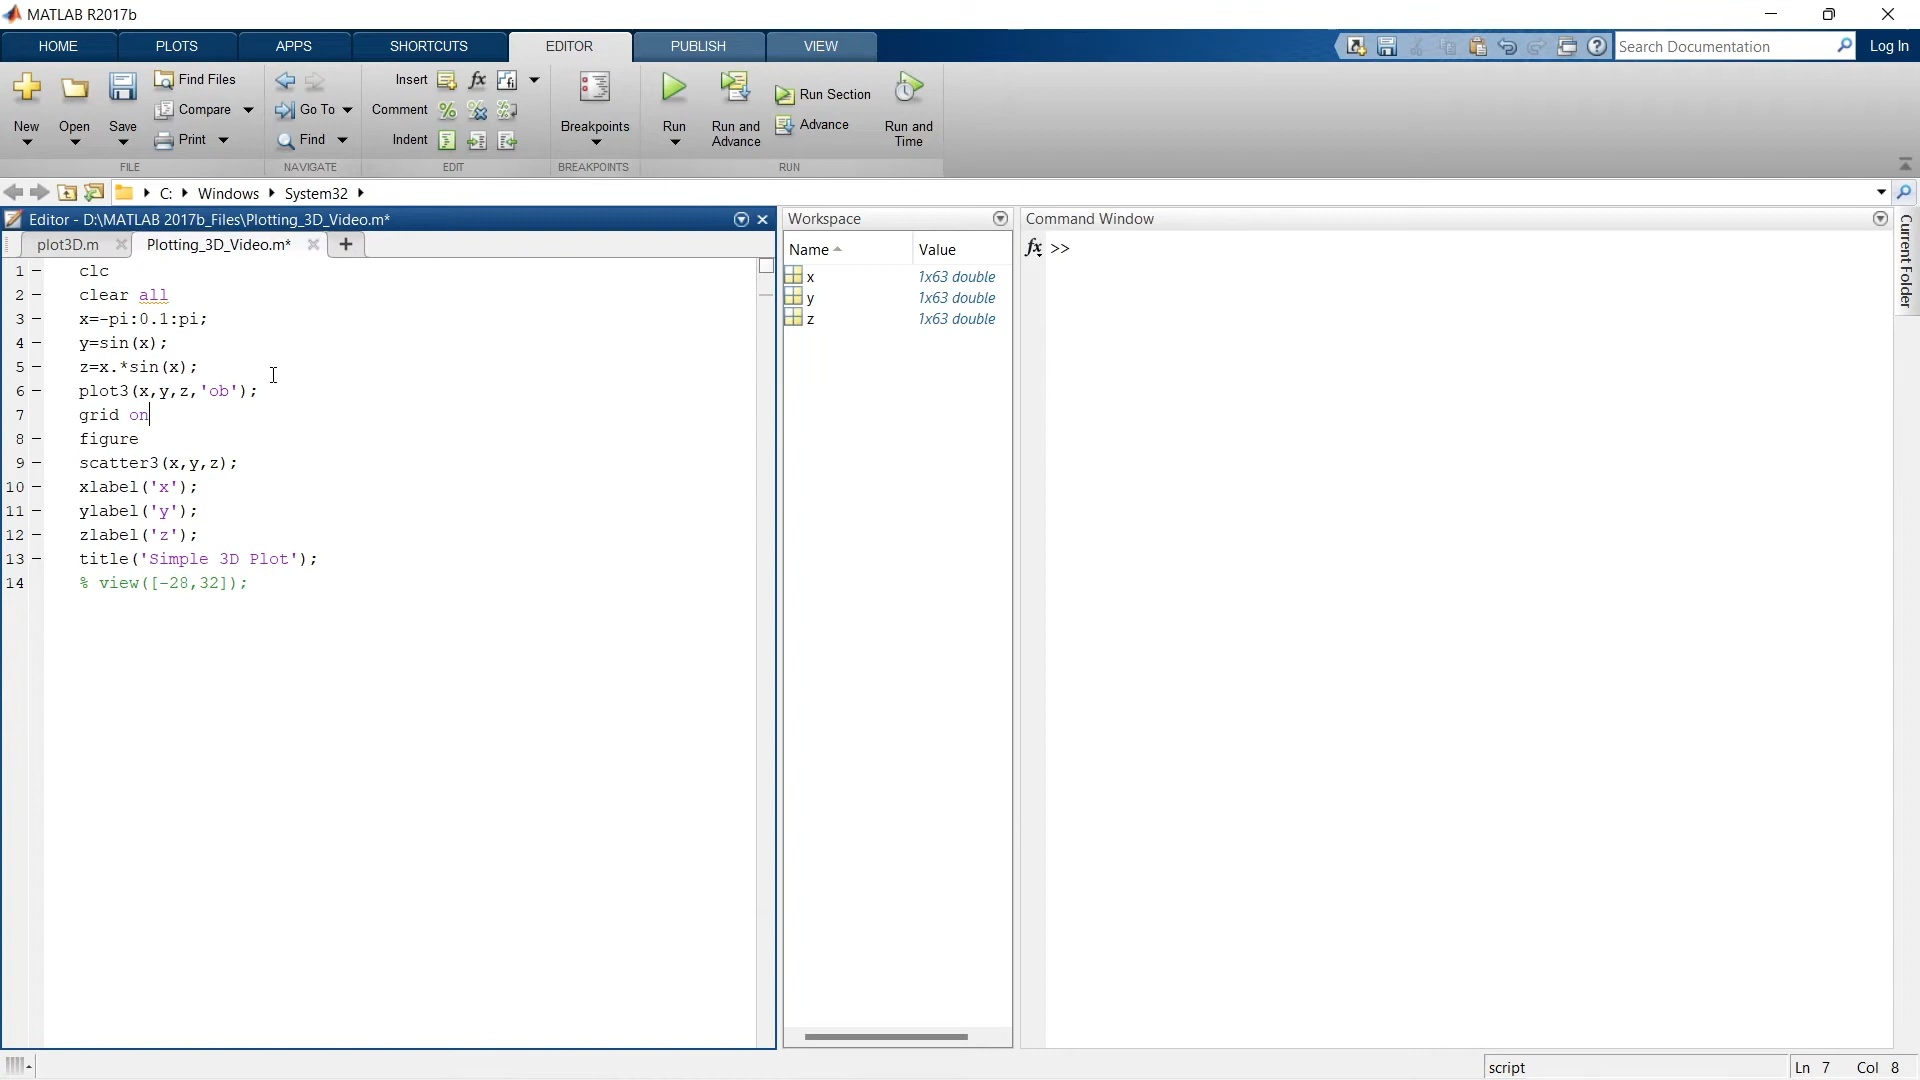 MATLAB R2017b
HOME PLOTS APPS SHORTCUTS EDITOR PUBLISH VIEW Search Documentation Log In
New Open Save Find Files Compare Print
FILE
Go To Find
NAVIGATE
Insert fx fi
Comment % % %
Indent
EDIT
Breakpoints
BREAKPOINTS
Run Run and Advance Run Section Advance Run and Time
RUN
C: Windows System32
Editor - D:\MATLAB 2017b_Files\Plotting_3D_Video.m*
plot3D.m Plotting_3D_Video.m* +
1 - clc
2 - clear all
3 - x=-pi:0.1:pi;
4 - y=sin(x);
5 - z=x.*sin(x);
6 - plot3(x,y,z,'ob');
7 grid on
8 - figure
9 - scatter3(x,y,z);
10 - xlabel('x');
11 - ylabel('y');
12 - zlabel('z');
13 - title('Simple 3D Plot');
14 % view([-28,32]);
Workspace
Name Value
x 1x63 double
y 1x63 double
z 1x63 double
Command Window
fx >>
Current Folder
script Ln 7 Col 8